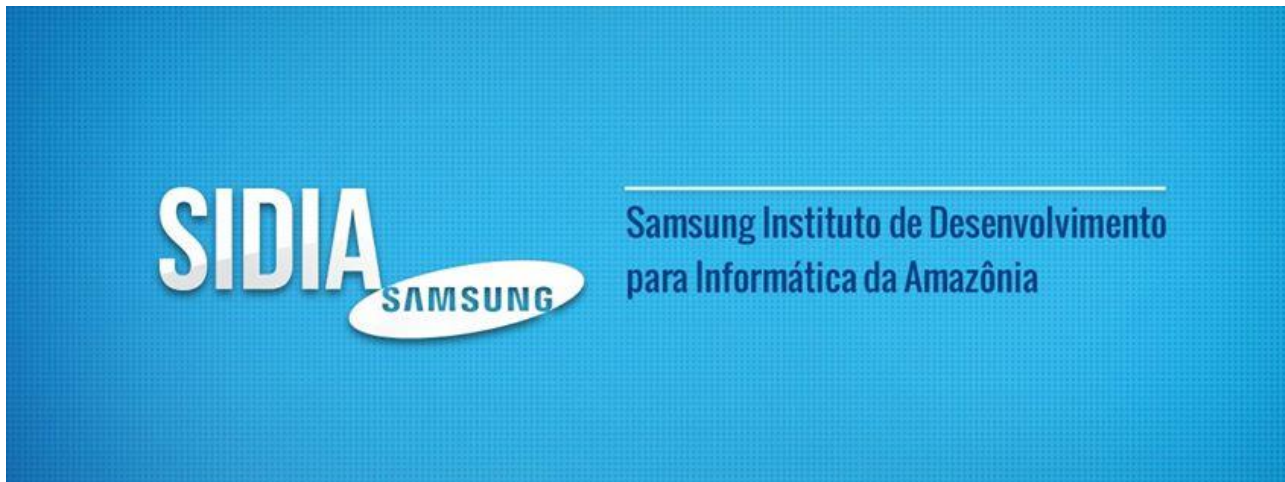 SIDIA
SAMSUNG
Samsung Instituto de Desenvolvimento
para Informática da Amazônia